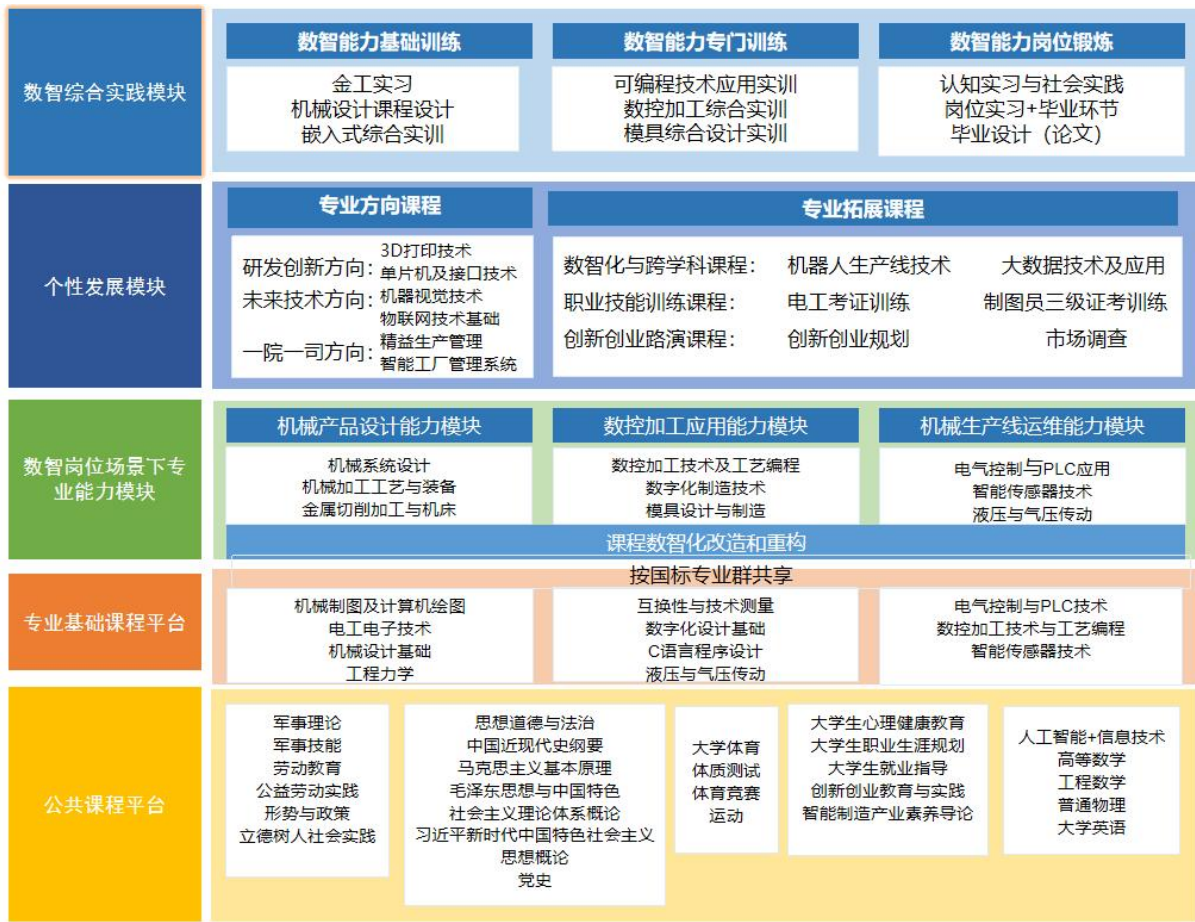 数智综合实践模块
数智能力基础训练
金工实习
机械设计课程设计
嵌入式综合实训
数智能力专门训练
可编程技术应用实训
数控加工综合实训
模具综合设计实训
数智能力岗位锻炼
认知实习与社会实践
岗位实习+毕业环节
毕业设计（论文）
个性发展模块
专业方向课程
研发创新方向：
3D打印技术
单片机及接口技术
未来技术方向：
机器视觉技术
物联网技术基础
一院一司方向：
精益生产管理
智能工厂管理系统
专业拓展课程
数智化与跨学科课程： 机器人生产线技术 大数据技术及应用
职业技能训练课程： 电工考证训练 制图员三级证考训练
创新创业路演课程： 创新创业规划 市场调查
数智岗位场景下专
业能力模块
机械产品设计能力模块
机械系统设计
机械加工工艺与装备
金属切削加工与机床
数控加工应用能力模块
数控加工技术及工艺编程
数字化制造技术
模具设计与制造
机械生产线运维能力模块
电气控制与PLC应用
智能传感器技术
液压与气压传动
课程数智化改造和重构
按国标专业群共享
专业基础课程平台
机械制图及计算机绘图
电工电子技术
机械设计基础
工程力学
互换性与技术测量
数字化设计基础
C语言程序设计
液压与气压传动
电气控制与PLC技术
数控加工技术与工艺编程
智能传感器技术
公共课程平台
军事理论
军事技能
劳动教育
公益劳动实践
形势与政策
立德树人社会实践
思想道德与法治
中国近现代史纲要
马克思主义基本原理
毛泽东思想与中国特色
社会主义理论体系概论
习近平新时代中国特色社会主义
思想概论
党史
大学体育
体质测试
体育竞赛
运动
大学生心理健康教育
大学生职业生涯规划
大学生就业指导
创新创业教育与实践
智能制造产业素养导论
人工智能+信息技术
高等数学
工程数学
普通物理
大学英语